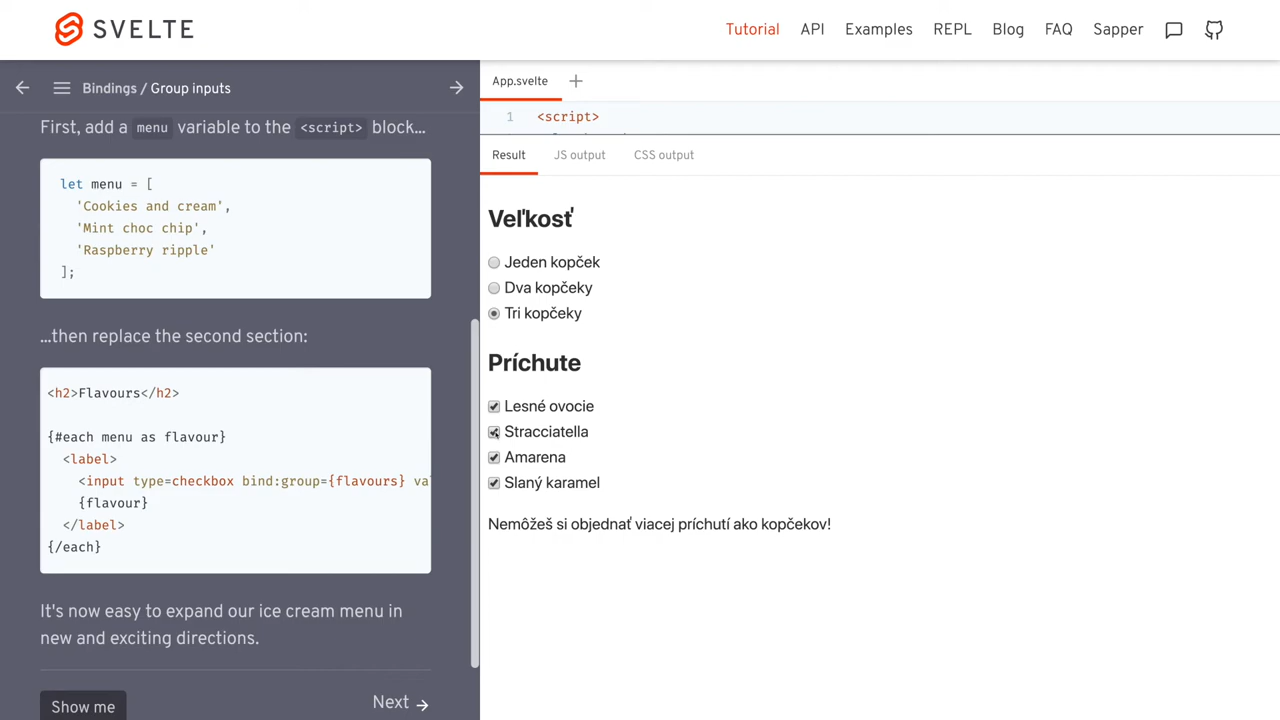 SVELTE
Tutorial API Examples REPL Blog FAQ Sapper
Bindings / Group inputs
First, add a menu variable to the <script> block...
let menu = [
'Cookies and cream',
'Mint choc chip',
'Raspberry ripple'
];
...then replace the second section:
<h2>Flavours</h2>
{#each menu as flavour}
<label>
<input type=checkbox bind:group={flavours} val
{flavour}
</label>
{/each}
It's now easy to expand our ice cream menu in
new and exciting directions.
Show me
Next
App.svelte
1 <script>
Result JS output CSS output
Veľkosť
Jeden kopček
Dva kopčeky
Tri kopčeky
Príchute
Lesné ovocie
Stracciatella
Amarena
Slaný karamel
Nemôžeš si objednať viacej príchutí ako kopčekov!